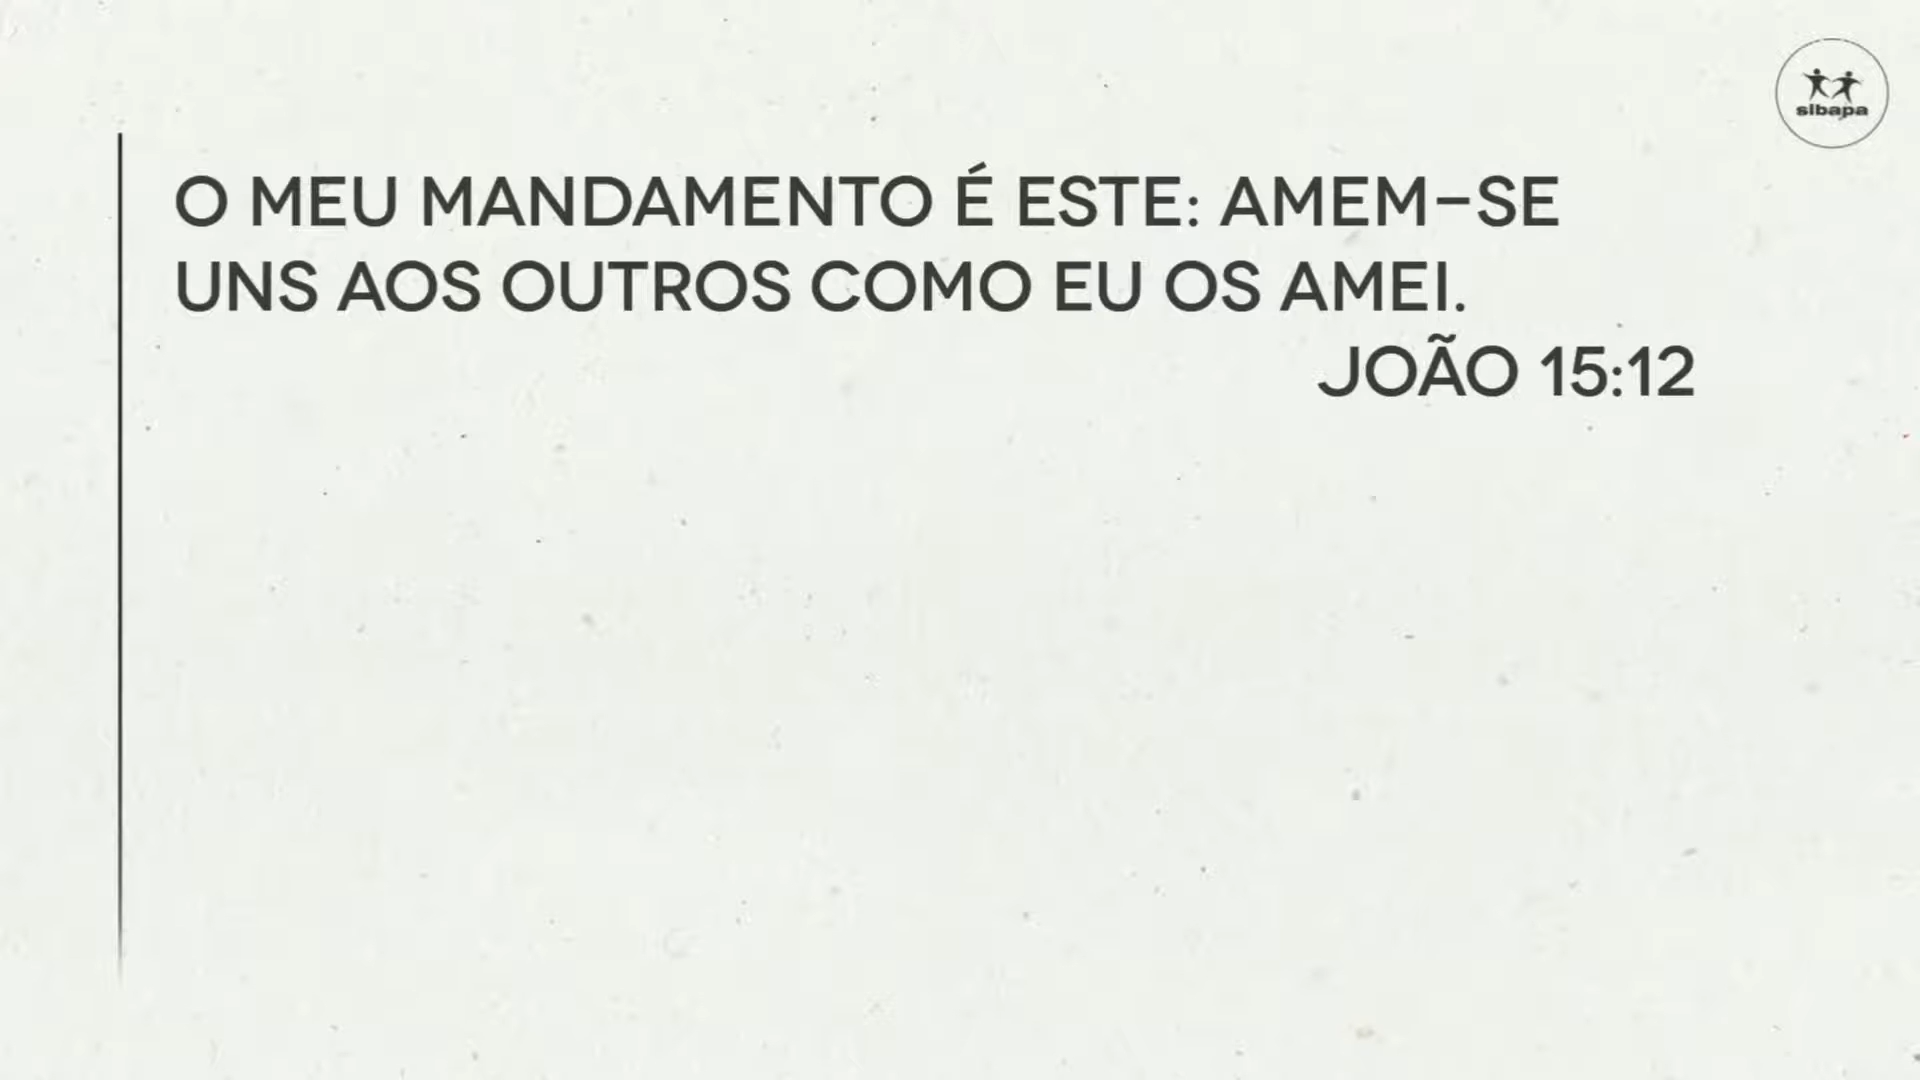 sibapa
O MEU MANDAMENTO É ESTE: AMEM-SE
UNS AOS OUTROS COMO EU OS AMEI.
JOÃO 15:12